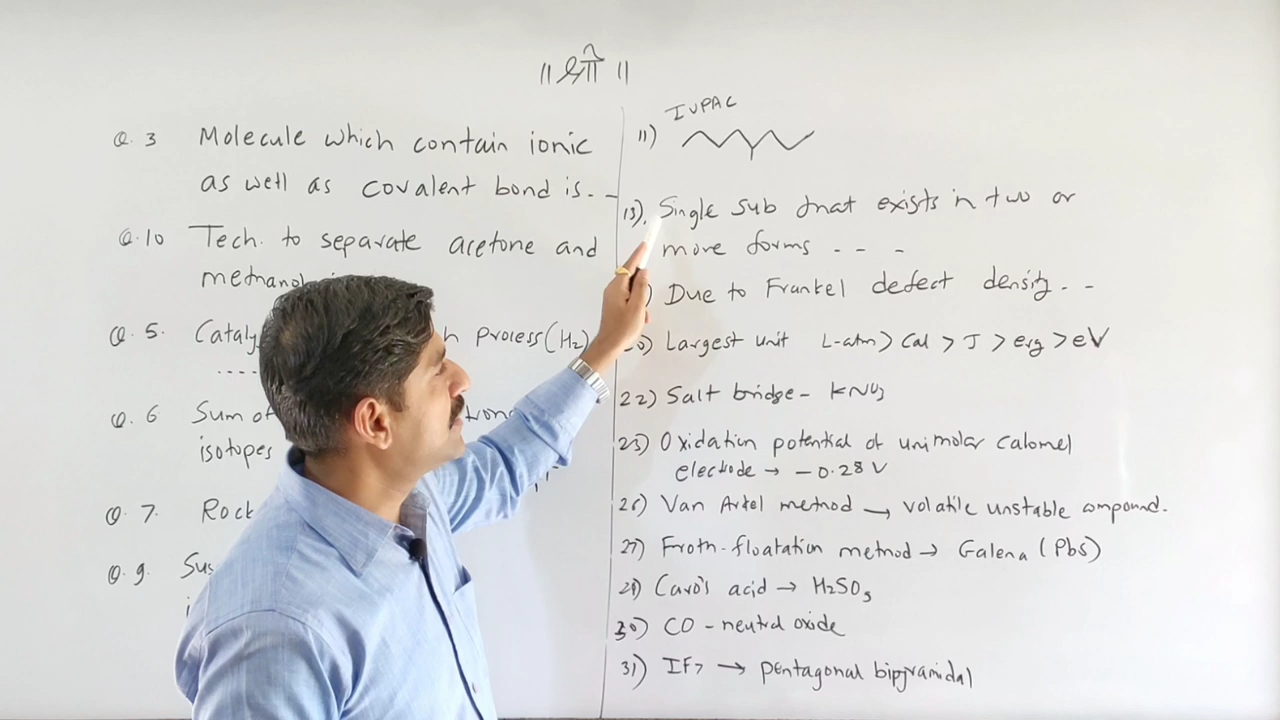 ॥ श्री ॥
Q. 3 Molecule which contain ionic
as well as covalent bond is. -
Q.10 Tech. to separate acetone and
Q. 5. process (H₂)
.....
Q. 6 Sum of
isotopes
Q. 7. Rock
Q. 9. Sus
IUPAC
11)
13). Single sub that exists in two or
more forms - - -
) Due to Frankel defect density. - -
0) Largest unit L-atm > Cal > J > erg > eV
22) Salt bridge - KNO₃
25) Oxidation potential of unimolar calomel
electrode → - 0.28 V
26) Van Arkel method → volatile unstable compound.
27) Froth-floatation method → Galena (Pbs)
Caro's acid → H₂SO₅
30) CO - neutral oxide
31) IF₇ → pentagonal bipyramidal